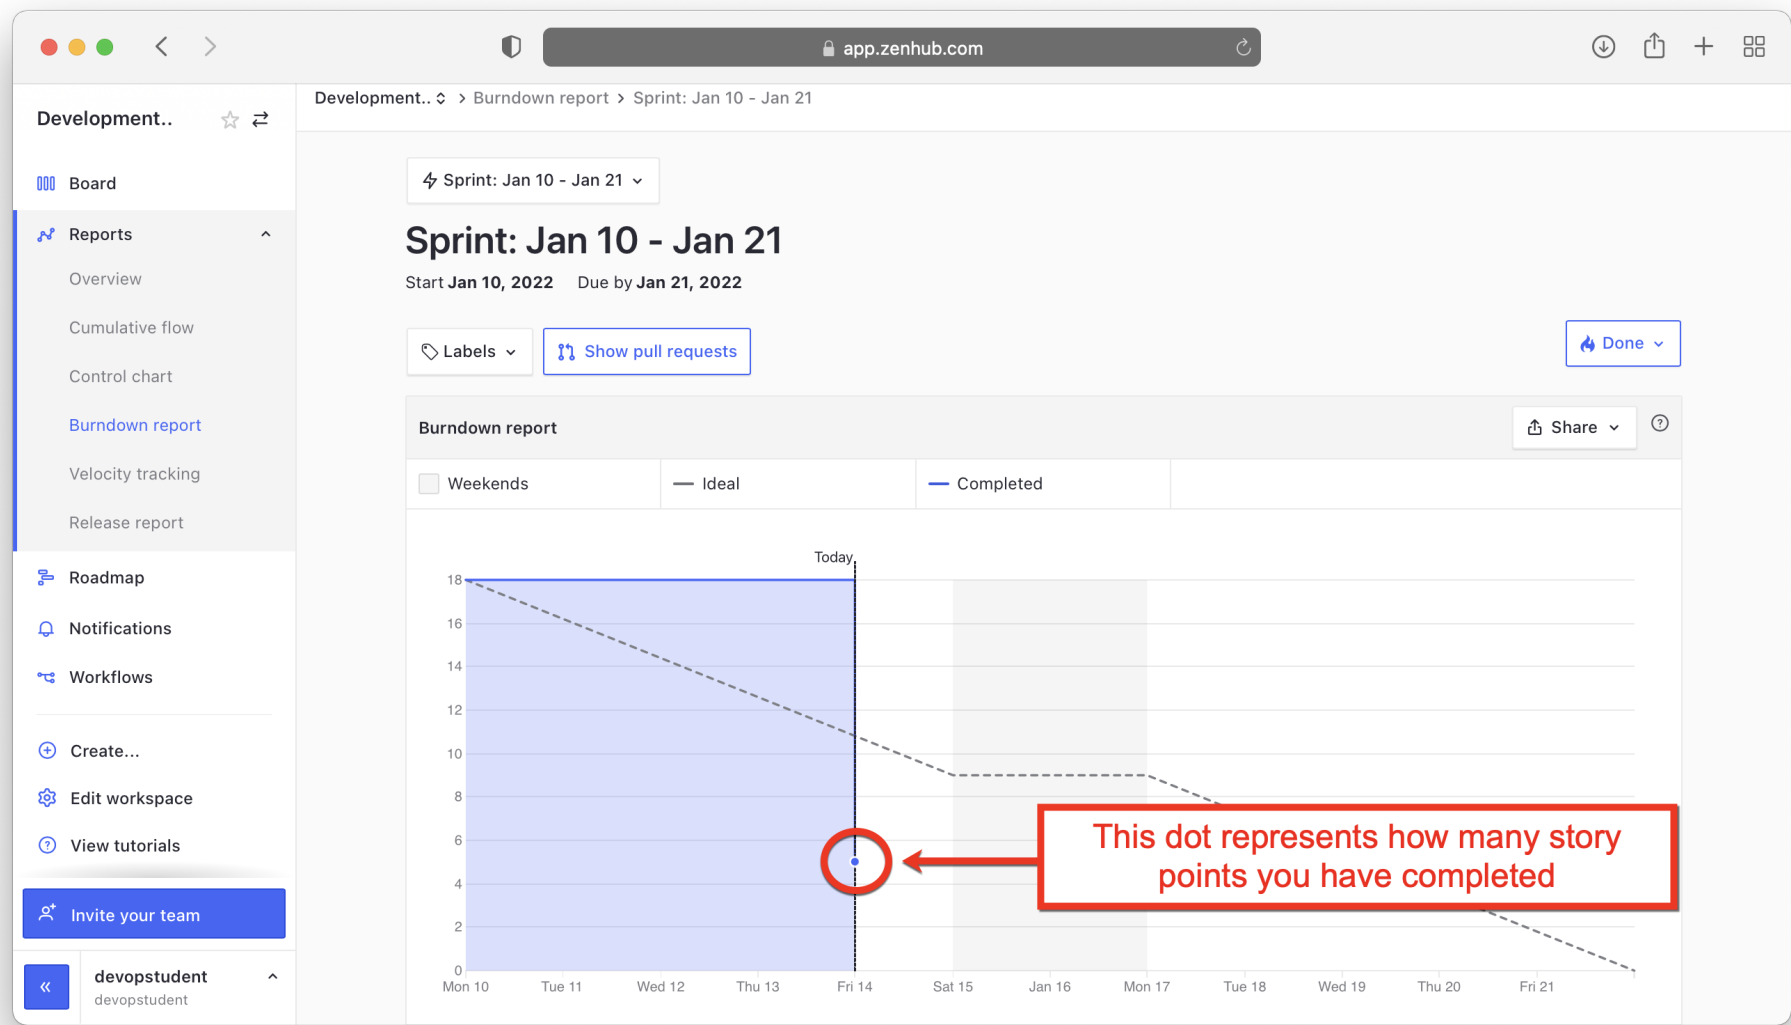 app.zenhub.com
Development..
Development.. > Burndown report > Sprint: Jan 10 - Jan 21
Board
Reports
Overview
Cumulative flow
Control chart
Burndown report
Velocity tracking
Release report
Roadmap
Notifications
Workflows
Create...
Edit workspace
View tutorials
Invite your team
«
devopstudent
devopstudent
Sprint: Jan 10 - Jan 21
Sprint: Jan 10 - Jan 21
Start Jan 10, 2022 Due by Jan 21, 2022
Labels
Show pull requests
Done
Burndown report
Share
?
Weekends
Ideal
Completed
Today
18
16
14
12
10
8
6
4
2
0
This dot represents how many story
points you have completed
Mon 10 Tue 11 Wed 12 Thu 13 Fri 14 Sat 15 Jan 16 Mon 17 Tue 18 Wed 19 Thu 20 Fri 21